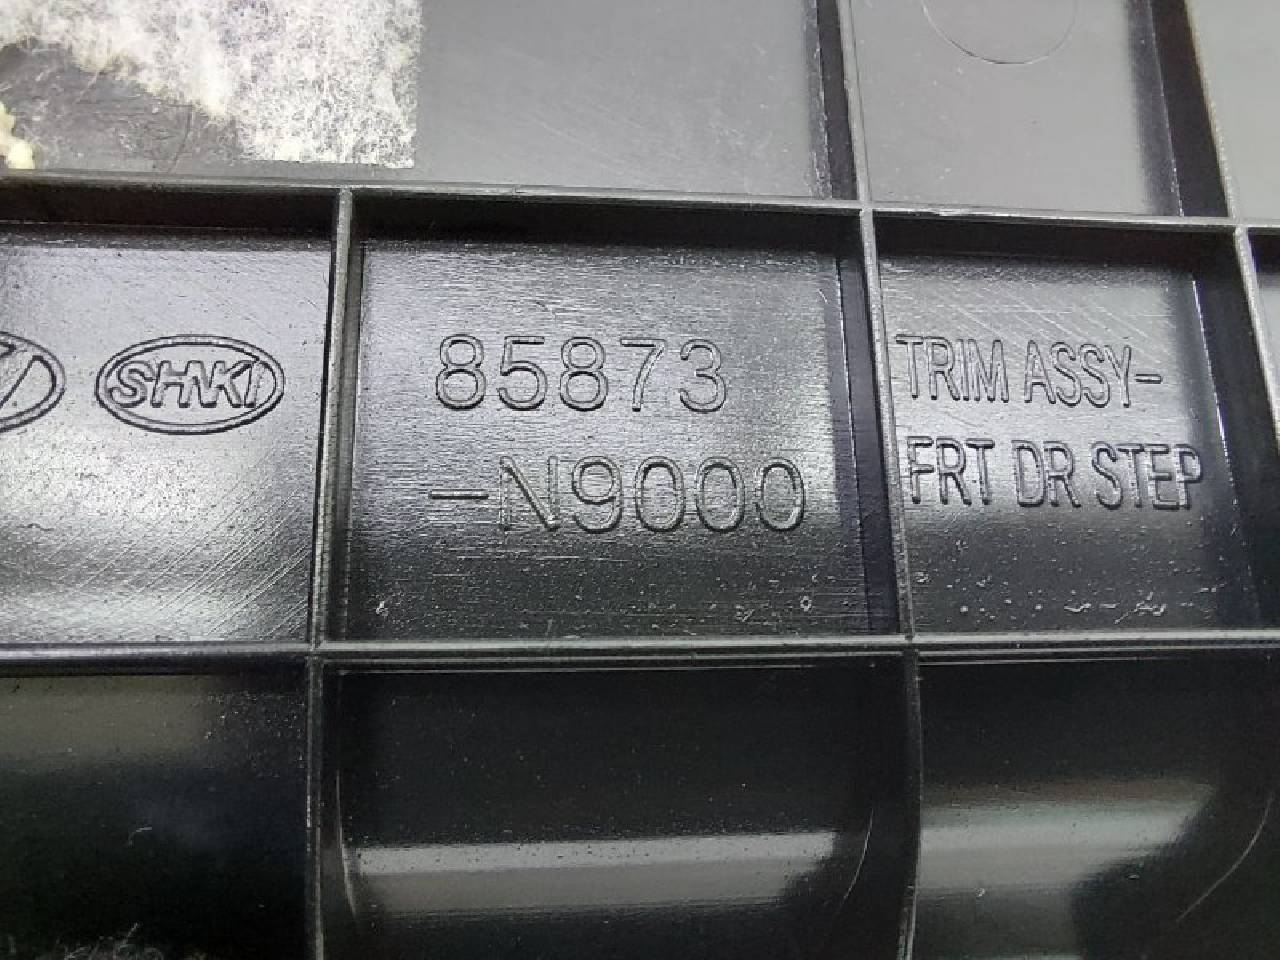 SHKI
85873
-N9000
TRIM ASSY-
FRT DR STEP